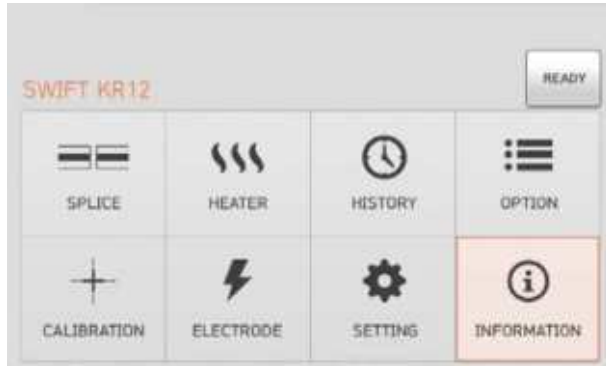 READY
SWIFT KR12
SPLICE HEATER HISTORY OPTION
CALIBRATION ELECTRODE SETTING INFORMATION